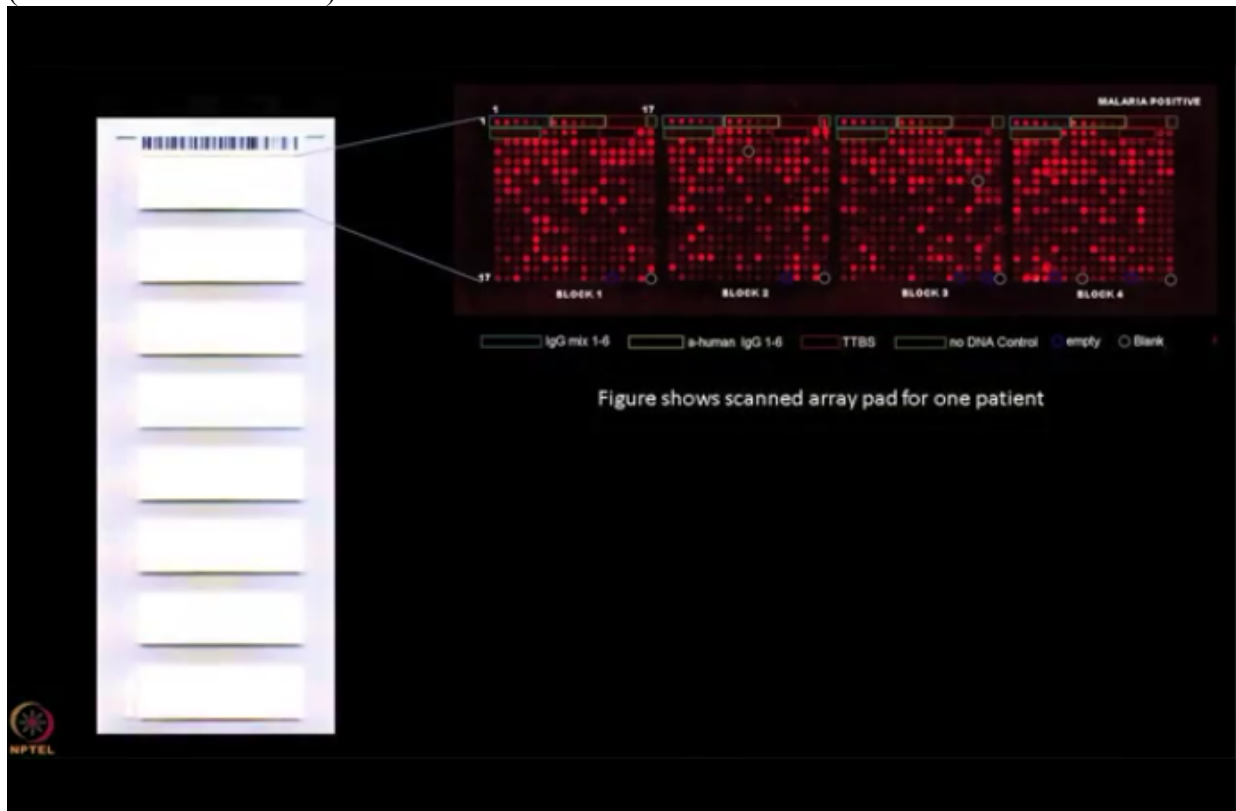 MALARIA POSITIVE
1 17
1
17
BLOCK 1 BLOCK 2 BLOCK 3 BLOCK 4
IgG mix 1-6 a-human IgG 1-6 TTBS no DNA Control empty Blank
Figure shows scanned array pad for one patient
NPTEL